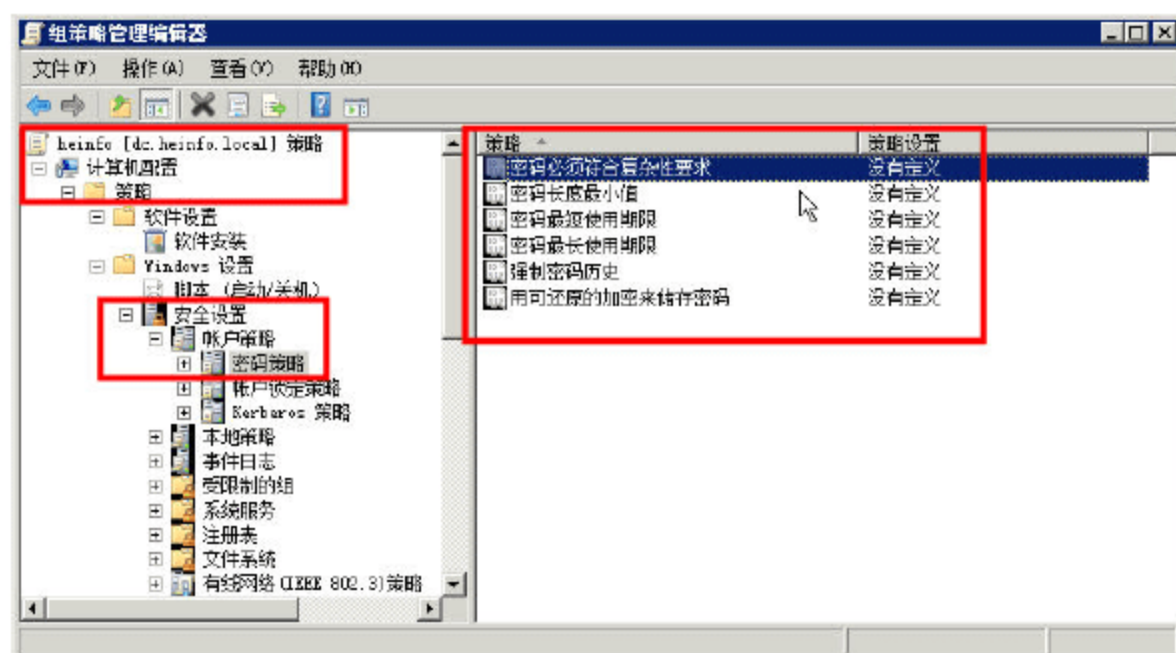 组策略管理编辑器
文件(F) 操作(A) 查看(V) 帮助(H)
heinfo [dc.heinfo.local] 策略
计算机配置
策略
软件设置
软件安装
Windows 设置
脚本 (启动/关机)
安全设置
帐户策略
密码策略
帐户锁定策略
Kerberos 策略
本地策略
事件日志
受限制的组
系统服务
注册表
文件系统
有线网络(IEEE 802.3)策略
策略 策略设置
密码必须符合复杂性要求 没有定义
密码长度最小值 没有定义
密码最短使用期限 没有定义
密码最长使用期限 没有定义
强制密码历史 没有定义
用可还原的加密来储存密码 没有定义